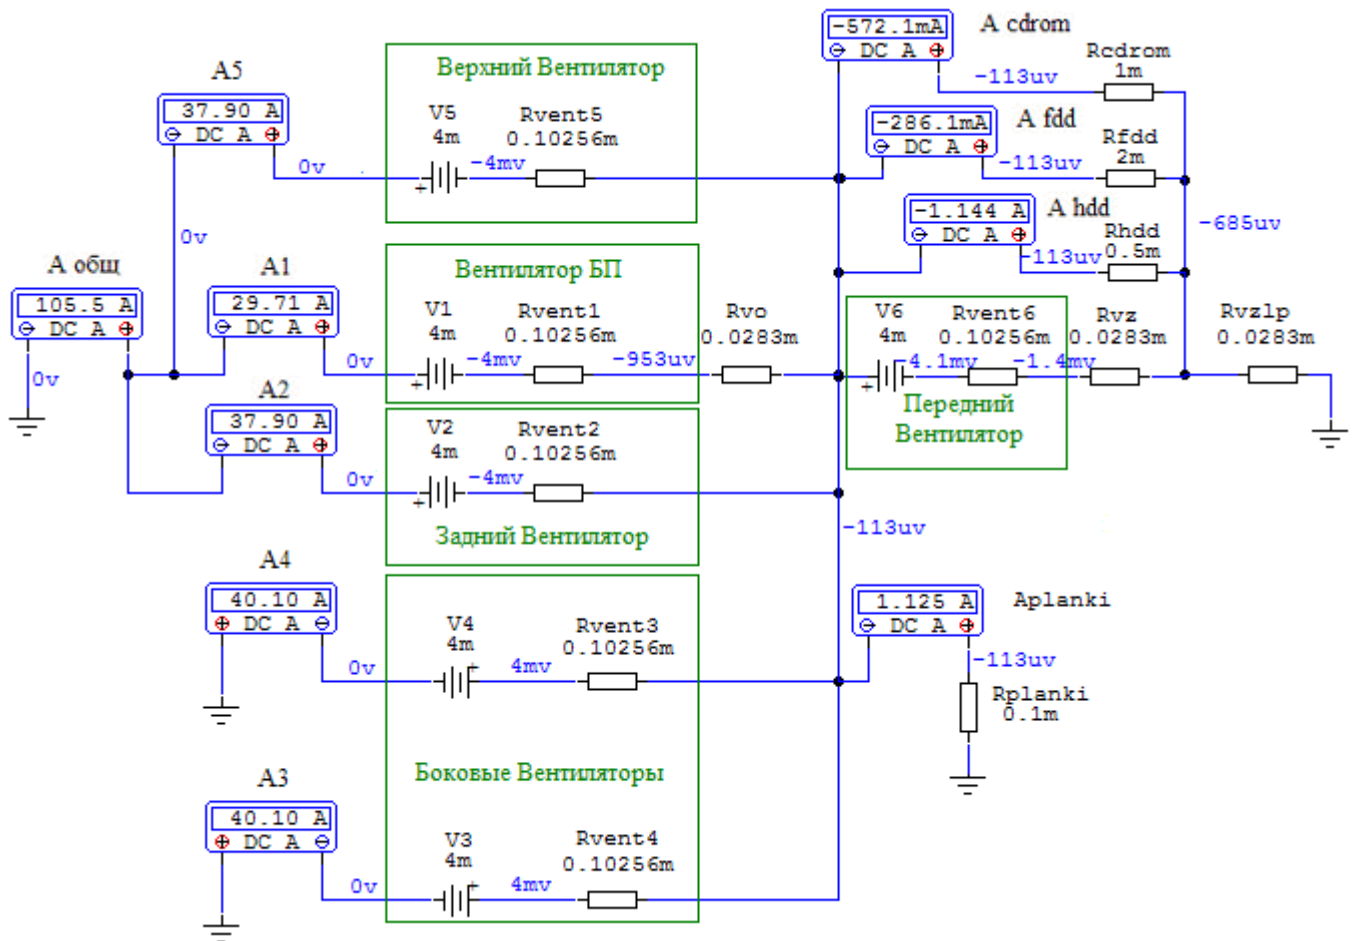 -572.1mA
A cdrom
DC A
Rcdrom
1m
-113uv
A5
37.90 A
DC A
0v
Верхний Вентилятор
V5
4m
Rvent5
0.10256m
-4mv
-286.1mA
A fdd
DC A
Rfdd
2m
-113uv
-1.144 A
A hdd
DC A
Rhdd
0.5m
-113uv
-685uv
0v
А общ
105.5 A
DC A
0v
A1
29.71 A
DC A
0v
Вентилятор БП
V1
4m
Rvent1
0.10256m
-4mv
-953uv
Rvo
0.0283m
V6
4m
Rvent6
0.10256m
-4.1mv
-1.4mv
Rvz
0.0283m
Rvzlp
0.0283m
Передний
Вентилятор
A2
37.90 A
DC A
0v
V2
4m
Rvent2
0.10256m
-4mv
Задний Вентилятор
-113uv
A4
40.10 A
DC A
0v
V4
4m
4mv
Rvent3
0.10256m
1.125 A
DC A
Aplanki
-113uv
Rplanki
0.1m
Боковые Вентиляторы
A3
40.10 A
DC A
0v
V3
4m
4mv
Rvent4
0.10256m